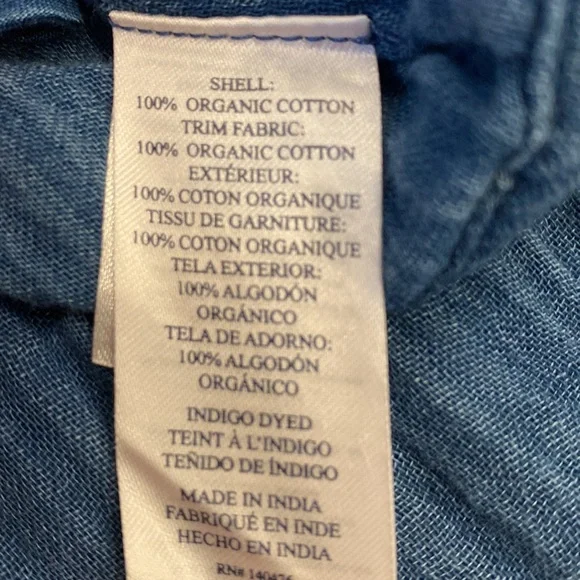 SHELL:
100% ORGANIC COTTON
TRIM FABRIC:
100% ORGANIC COTTON
EXTÉRIEUR:
100% COTON ORGANIQUE
TISSU DE GARNITURE:
100% COTON ORGANIQUE
TELA EXTERIOR:
100% ALGODÓN
ORGÁNICO
TELA DE ADORNO:
100% ALGODÓN
ORGÁNICO
INDIGO DYED
TEINT À L'INDIGO
TEÑIDO DE ÍNDIGO
MADE IN INDIA
FABRIQUÉ EN INDE
HECHO EN INDIA
RN# 140476